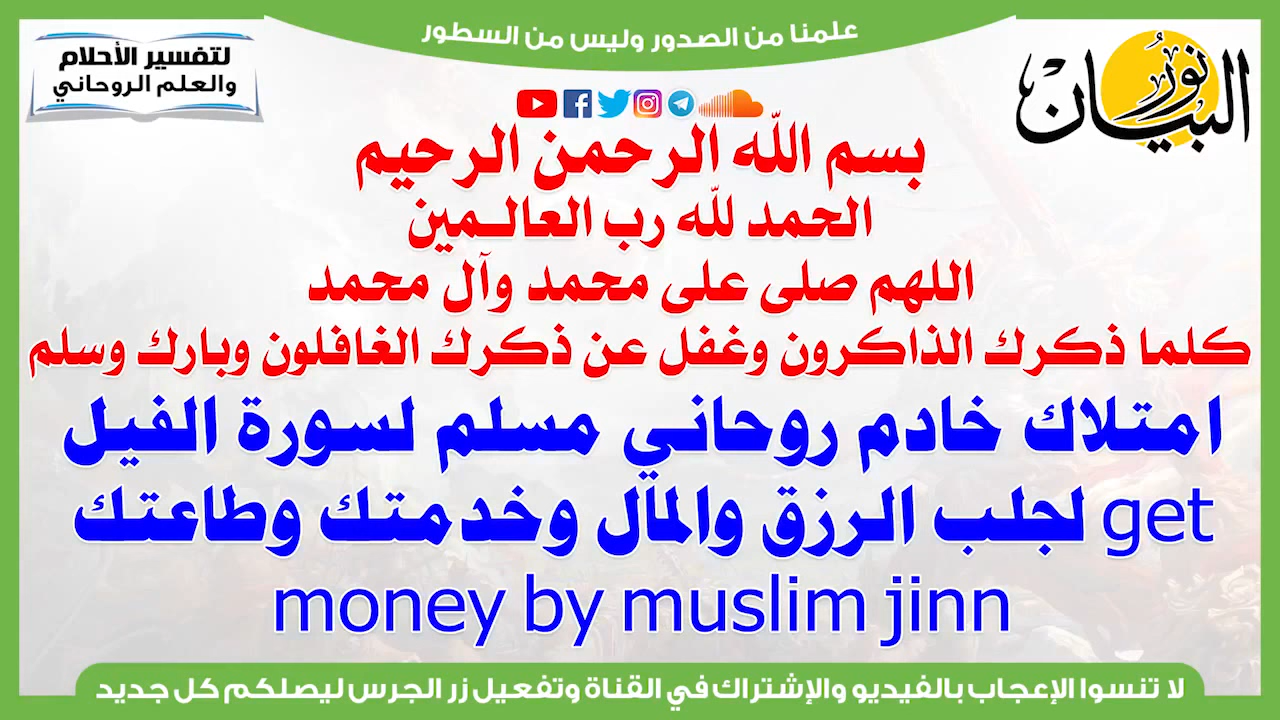 علمنا من الصدور وليس من السطور
لتفسير الأحلام
والعلم الروحاني
نور البيان
بسم الله الرحمن الرحيم
الحمد لله رب العالمين
اللهم صلى على محمد وآل محمد
كلما ذكرك الذاكرون وغفل عن ذكرك الغافلون وبارك وسلم
امتلاك خادم روحاني مسلم لسورة الفيل
لجلب الرزق والمال وخدمتك وطاعتك get
money by muslim jinn
لا تنسوا الإعجاب بالفيديو والإشتراك في القناة وتفعيل زر الجرس ليصلكم كل جديد